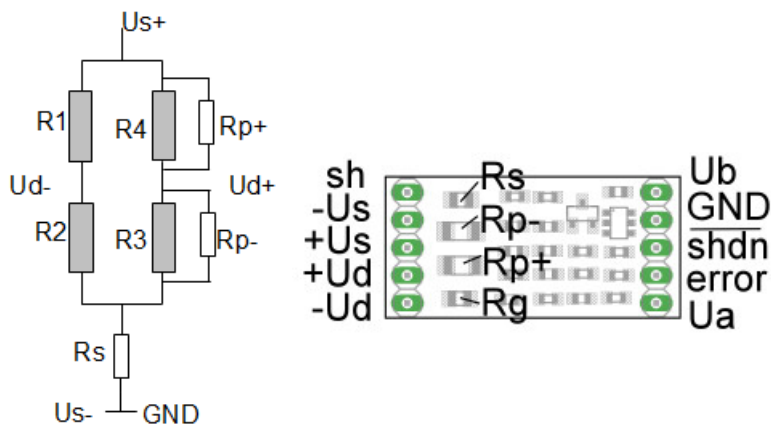 Us+
R1
R4
Rp+
Ud-
Ud+
R2
R3
Rp-
Rs
Us- GND
sh
-Us
+Us
+Ud
-Ud
Rs
Rp-
Rp+
Rg
Ub
GND
shdn
error
Ua